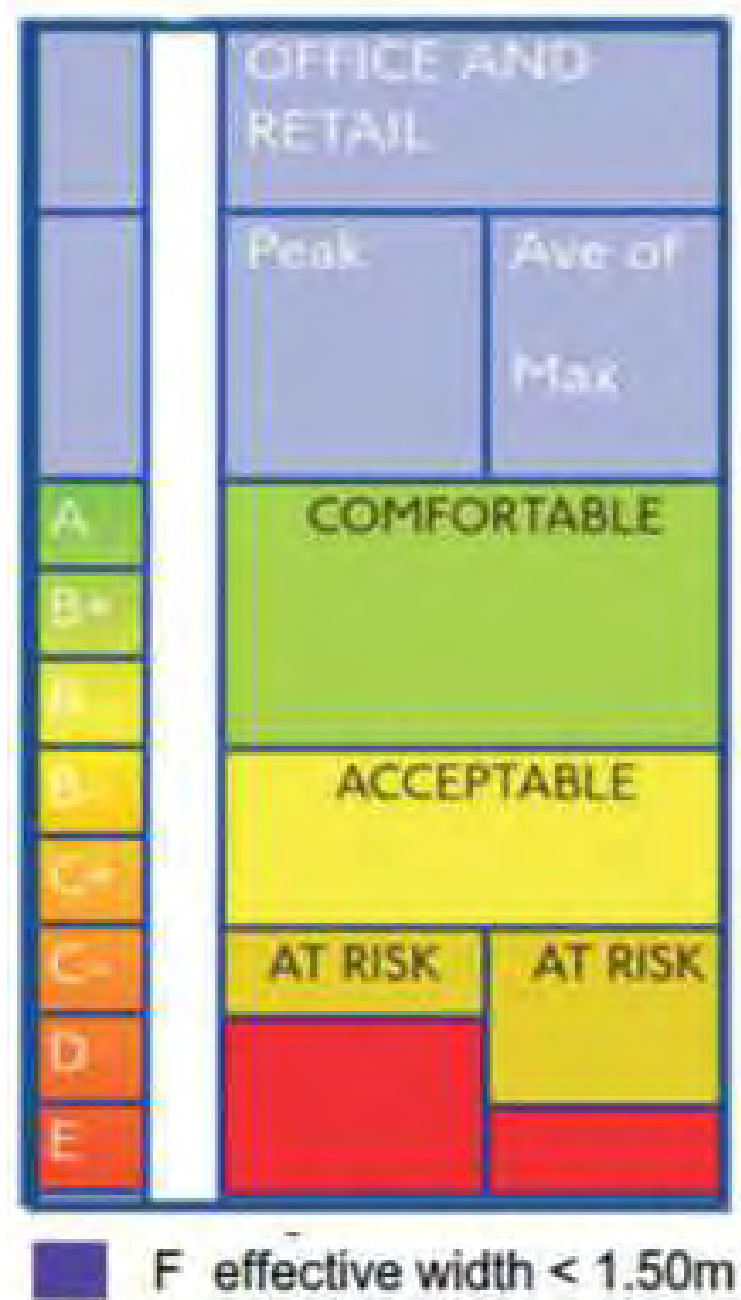 OFFICE AND
RETAIL
Peak
Ave of
Max
A
COMFORTABLE
B+
B
B-
ACCEPTABLE
C+
C-
AT RISK
AT RISK
D
E
F effective width < 1.50m